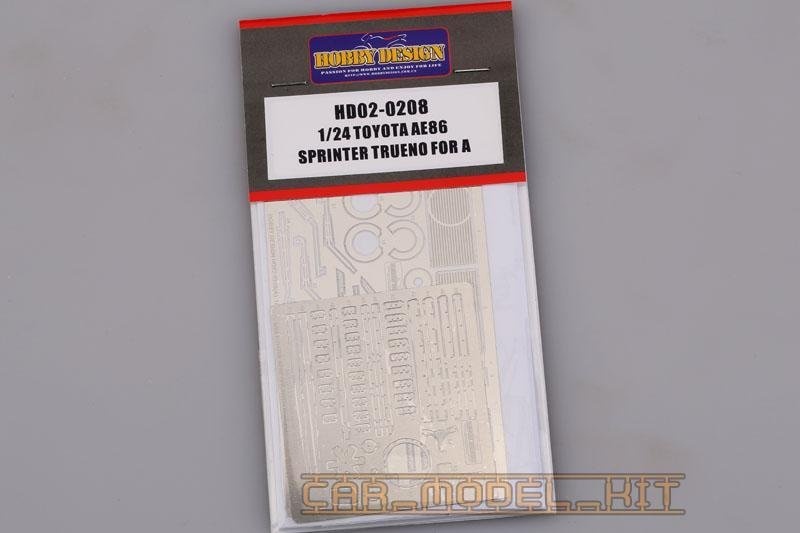 HOBBY DESIGN
PASSION FOR HOBBY AND ENJOY FOR LIFE
HD02-0208
1/24 TOYOTA AE86
SPRINTER TRUENO FOR A
CAR_MODEL_KIT